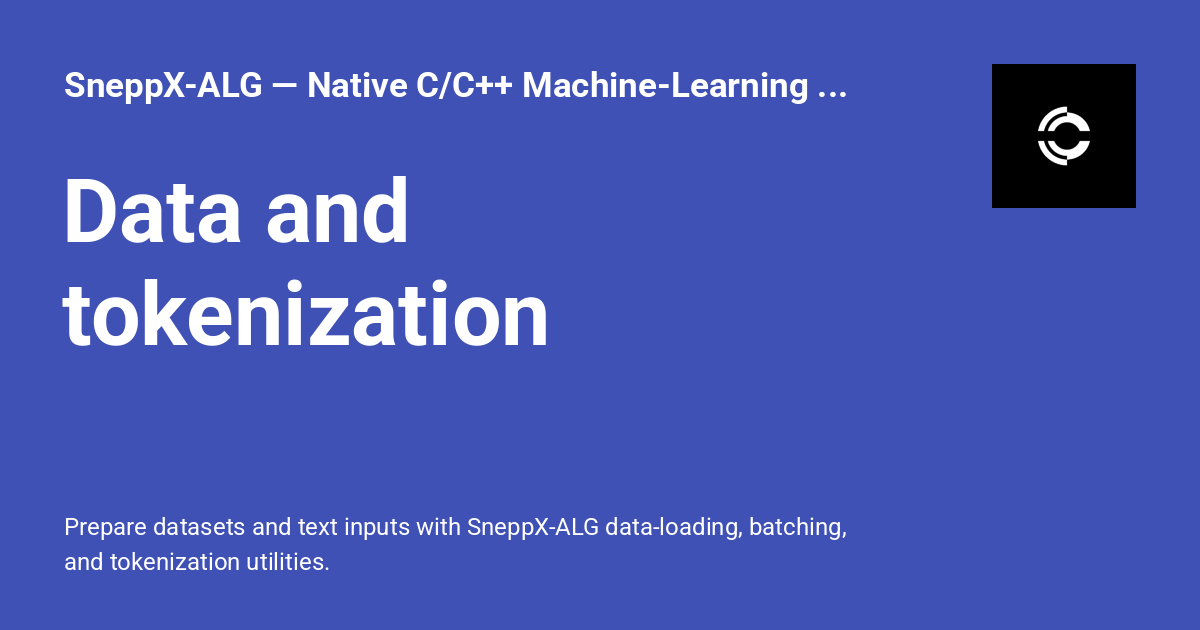 SneppX-ALG — Native C/C++ Machine-Learning ...
Data and
tokenization
Prepare datasets and text inputs with SneppX-ALG data-loading, batching,
and tokenization utilities.